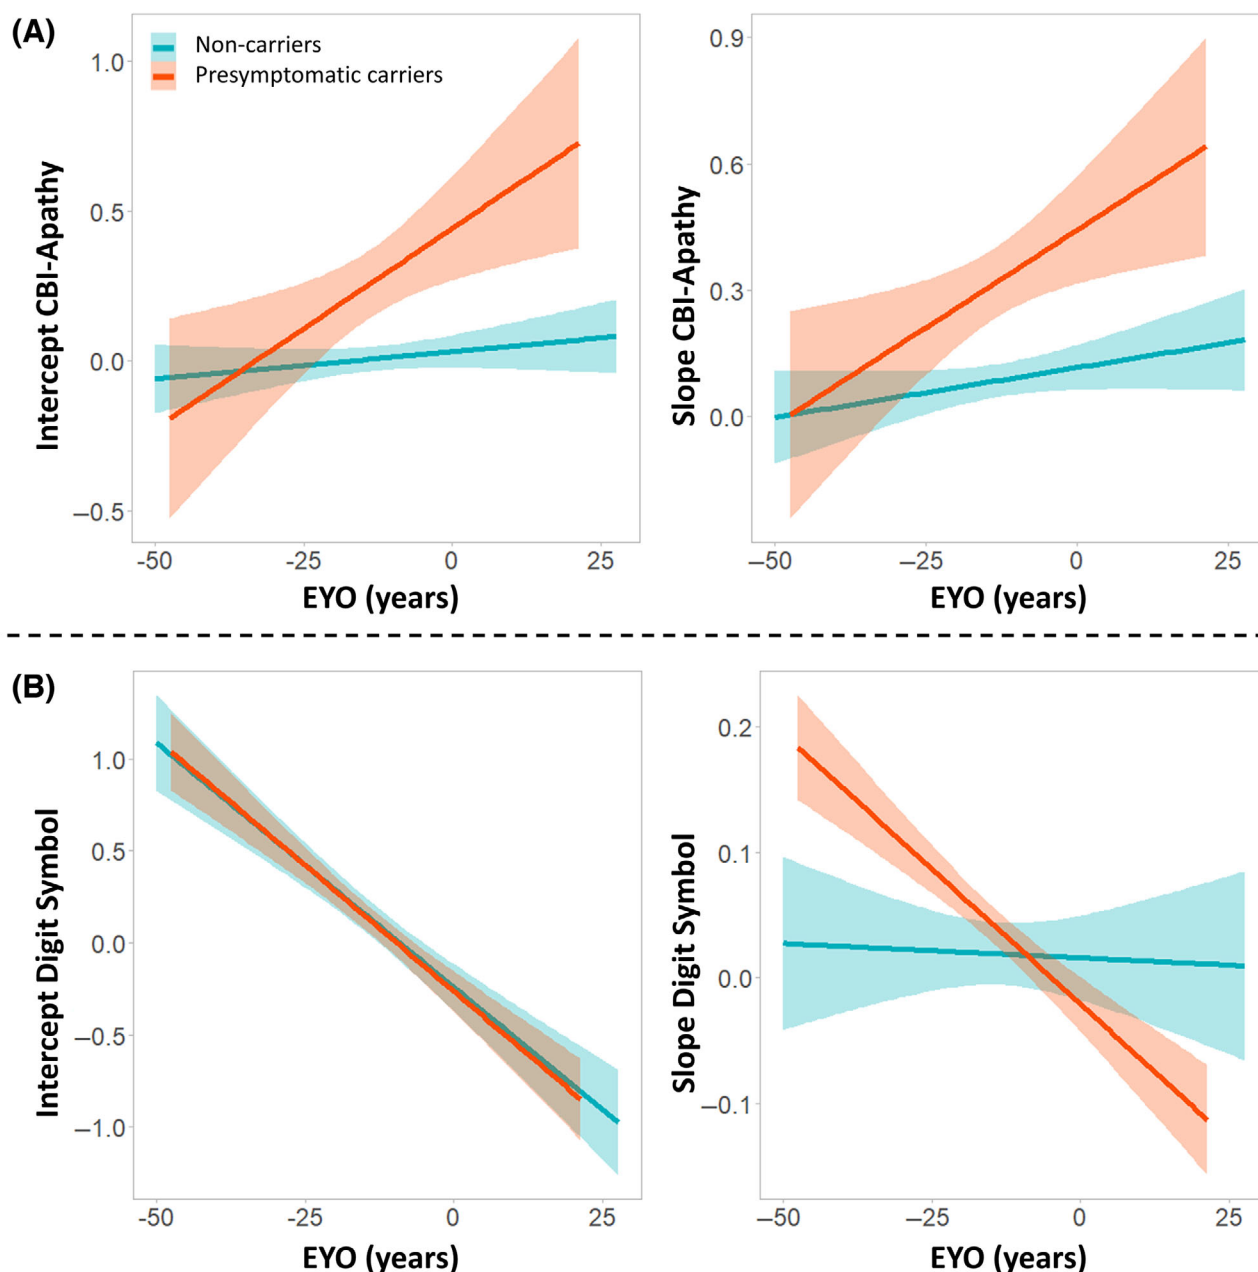 (A)
Non-carriers
Presymptomatic carriers
Intercept CBI-Apathy
1.0
0.5
0.0
−0.5
-50 -25 0 25
EYO (years)
Slope CBI-Apathy
0.9
0.6
0.3
0.0
−50 −25 0 25
EYO (years)
(B)
Intercept Digit Symbol
1.0
0.5
0.0
−0.5
−1.0
-50 -25 0 25
EYO (years)
Slope Digit Symbol
0.2
0.1
0.0
−0.1
−50 −25 0 25
EYO (years)